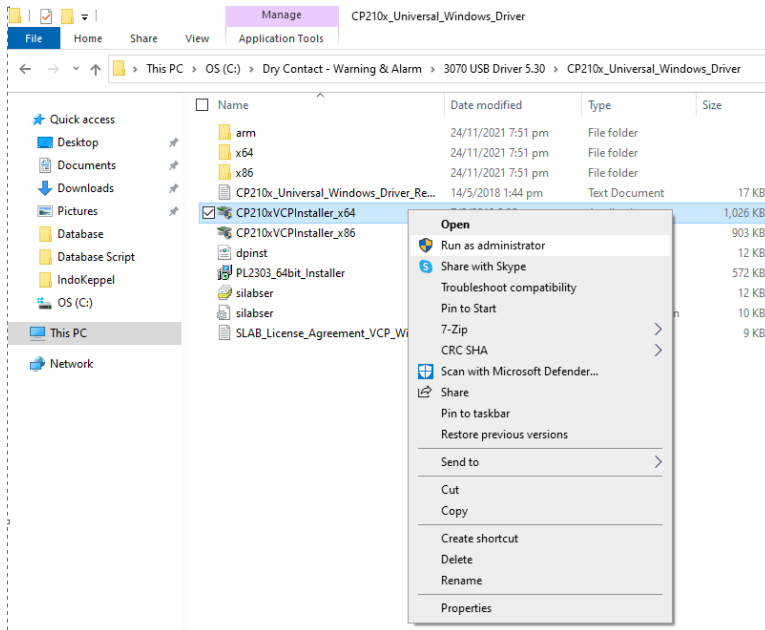 Manage
CP210x_Universal_Windows_Driver
File Home Share View Application Tools
This PC > OS (C:) > Dry Contact - Warning & Alarm > 3070 USB Driver 5.30 > CP210x_Universal_Windows_Driver
Name Date modified Type Size
Quick access
Desktop
Documents
Downloads
Pictures
Database
Database Script
IndoKeppel
OS (C:)
This PC
Network
arm 24/11/2021 7:51 pm File folder
x64 24/11/2021 7:51 pm File folder
x86 24/11/2021 7:51 pm File folder
CP210x_Universal_Windows_Driver_Re... 14/5/2018 1:44 pm Text Document 17 KB
CP210xVCPInstaller_x64 1,026 KB
CP210xVCPInstaller_x86 903 KB
dpinst 12 KB
PL2303_64bit_Installer 572 KB
silabser 12 KB
silabser 10 KB
SLAB_License_Agreement_VCP_Wi 9 KB
Open
Run as administrator
Share with Skype
Troubleshoot compatibility
Pin to Start
7-Zip
CRC SHA
Scan with Microsoft Defender...
Share
Pin to taskbar
Restore previous versions
Send to
Cut
Copy
Create shortcut
Delete
Rename
Properties